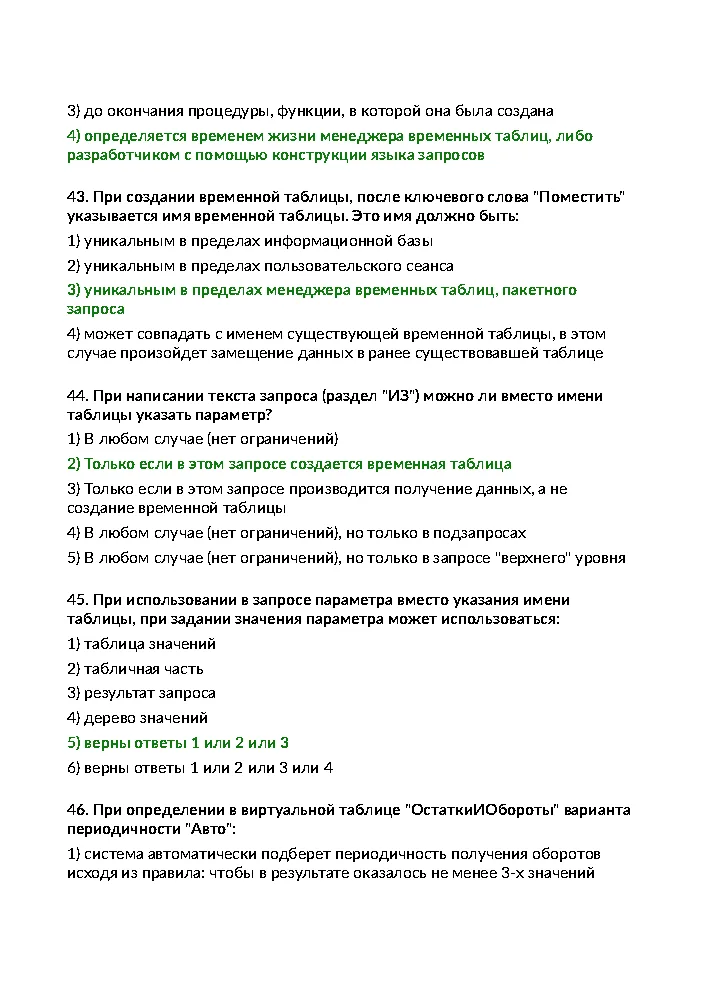 3) до окончания процедуры, функции, в которой она была создана
4) определяется временем жизни менеджера временных таблиц, либо
разработчиком с помощью конструкции языка запросов
43. При создании временной таблицы, после ключевого слова "Поместить"
указывается имя временной таблицы. Это имя должно быть:
1) уникальным в пределах информационной базы
2) уникальным в пределах пользовательского сеанса
3) уникальным в пределах менеджера временных таблиц, пакетного
запроса
4) может совпадать с именем существующей временной таблицы, в этом
случае произойдет замещение данных в ранее существовавшей таблице
44. При написании текста запроса (раздел "ИЗ") можно ли вместо имени
таблицы указать параметр?
1) В любом случае (нет ограничений)
2) Только если в этом запросе создается временная таблица
3) Только если в этом запросе производится получение данных, а не
создание временной таблицы
4) В любом случае (нет ограничений), но только в подзапросах
5) В любом случае (нет ограничений), но только в запросе "верхнего" уровня
45. При использовании в запросе параметра вместо указания имени
таблицы, при задании значения параметра может использоваться:
1) таблица значений
2) табличная часть
3) результат запроса
4) дерево значений
5) верны ответы 1 или 2 или 3
6) верны ответы 1 или 2 или 3 или 4
46. При определении в виртуальной таблице "ОстаткиИОбороты" варианта
периодичности "Авто":
1) система автоматически подберет периодичность получения оборотов
исходя из правила: чтобы в результате оказалось не менее 3-х значений